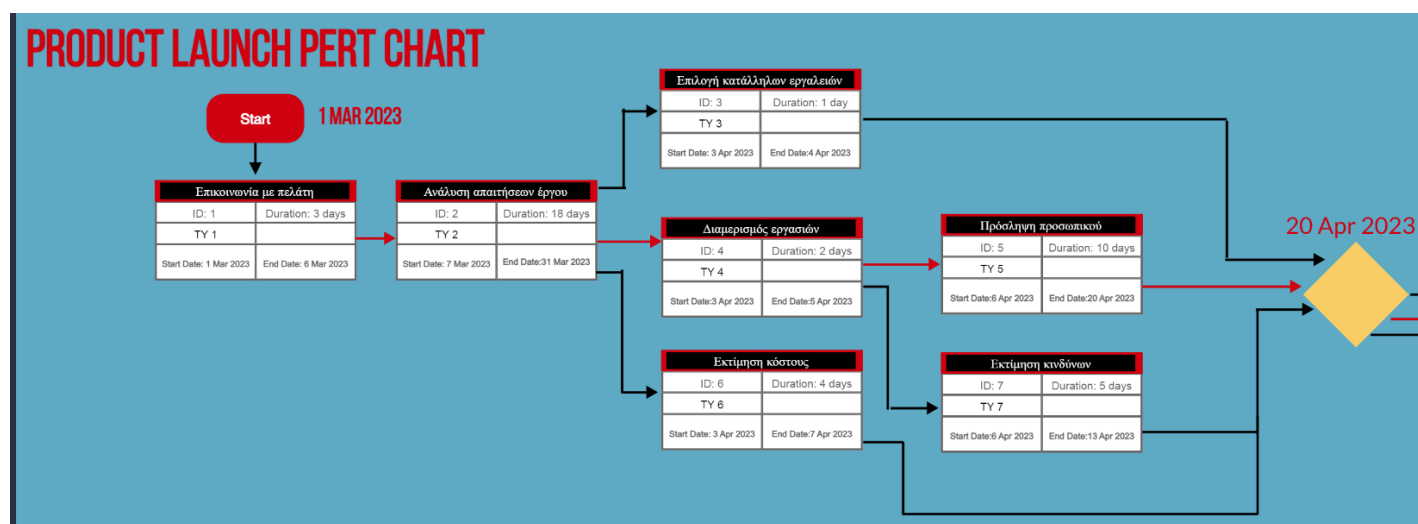 PRODUCT LAUNCH PERT CHART
Start
1 MAR 2023
Επικοινωνία με πελάτη
ID: 1
Duration: 3 days
TY 1
Start Date: 1 Mar 2023
End Date: 6 Mar 2023
Ανάλυση απαιτήσεων έργου
ID: 2
Duration: 18 days
TY 2
Start Date: 7 Mar 2023
End Date:31 Mar 2023
Επιλογή κατάλληλων εργαλειών
ID: 3
Duration: 1 day
TY 3
Start Date: 3 Apr 2023
End Date:4 Apr 2023
Διαμερισμός εργασιών
ID: 4
Duration: 2 days
TY 4
Start Date:3 Apr 2023
End Date:5 Apr 2023
Πρόσληψη προσωπικού
ID: 5
Duration: 10 days
TY 5
Start Date:6 Apr 2023
End Date:20 Apr 2023
Εκτίμηση κόστους
ID: 6
Duration: 4 days
TY 6
Start Date: 3 Apr 2023
End Date:7 Apr 2023
Εκτίμηση κινδύνων
ID: 7
Duration: 5 days
TY 7
Start Date:6 Apr 2023
End Date:13 Apr 2023
20 Apr 2023